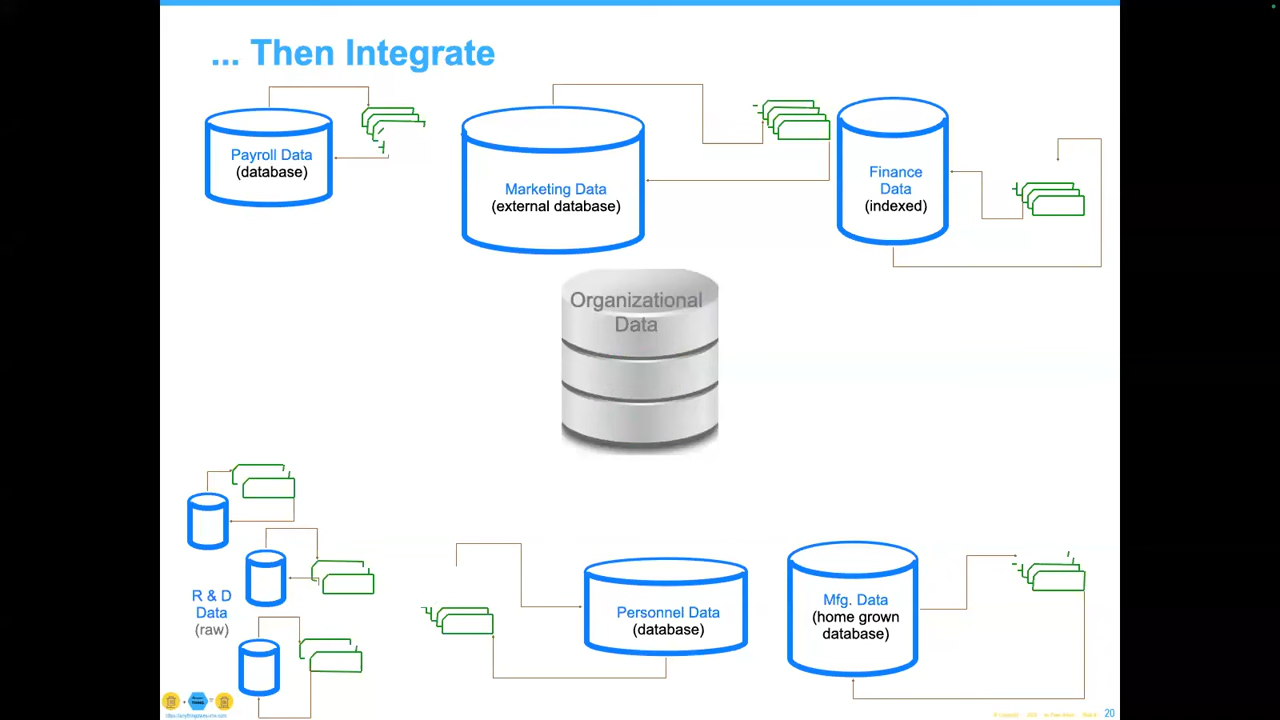 ... Then Integrate
Payroll Data
(database)
Marketing Data
(external database)
Finance
Data
(indexed)
Organizational
Data
R & D
Data
(raw)
Personnel Data
(database)
Mfg. Data
(home grown
database)
20